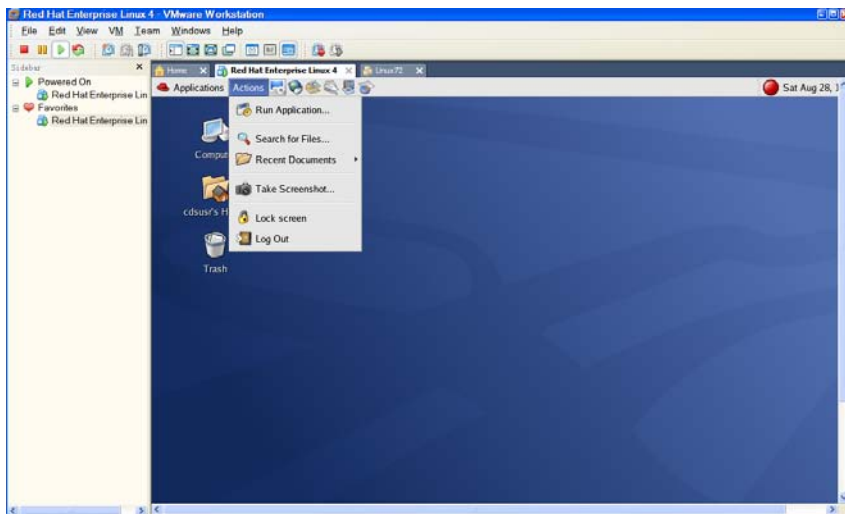 Red Hat Enterprise Linux 4 - VMware Workstation
File Edit View VM Team Windows Help
Sidebar
Powered On
Red Hat Enterprise Lin
Favorites
Red Hat Enterprise Lin
Home
Red Hat Enterprise Linux 4
Linux72
Applications Actions
Sat Aug 28, 1
Run Application...
Search for Files...
Recent Documents
Take Screenshot...
Lock screen
Log Out
Comput
cdsusr's H
Trash